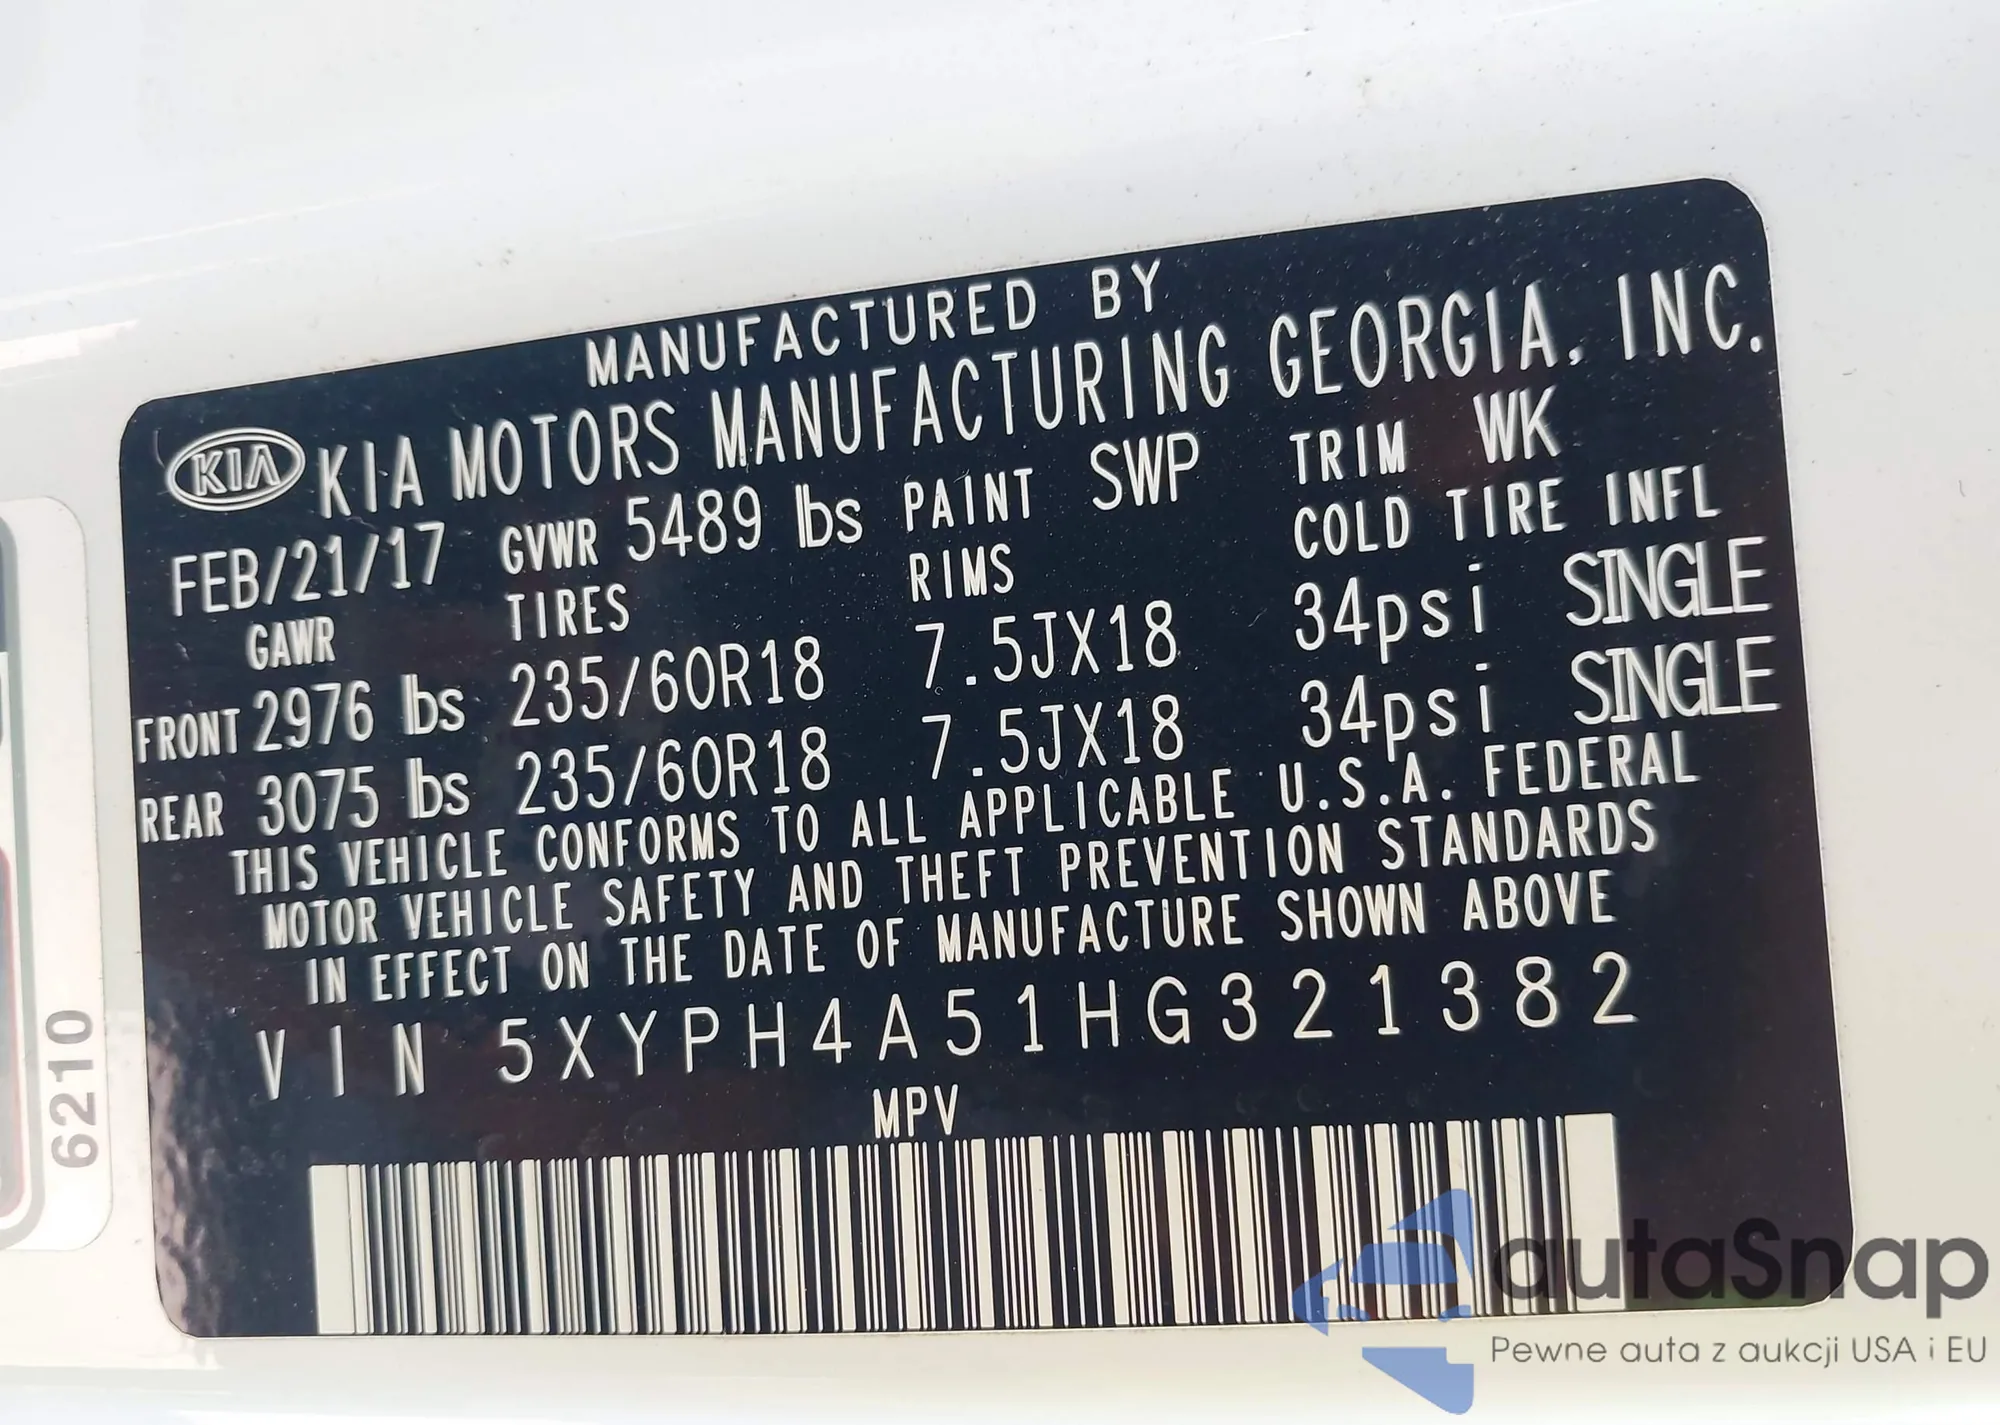 MANUFACTURED BY
KIA KIA MOTORS MANUFACTURING GEORGIA, INC.
FEB/21/17 GVWR 5489 lbs PAINT SWP TRIM WK
GAWR TIRES RIMS COLD TIRE INFL
FRONT 2976 lbs 235/60R18 7.5JX18 34psi SINGLE
REAR 3075 lbs 235/60R18 7.5JX18 34psi SINGLE
THIS VEHICLE CONFORMS TO ALL APPLICABLE U.S.A. FEDERAL
MOTOR VEHICLE SAFETY AND THEFT PREVENTION STANDARDS
IN EFFECT ON THE DATE OF MANUFACTURE SHOWN ABOVE
VIN 5XYPH4A51HG321382
MPV
6210
autaSnap
Pewne auta z aukcji USA i EU